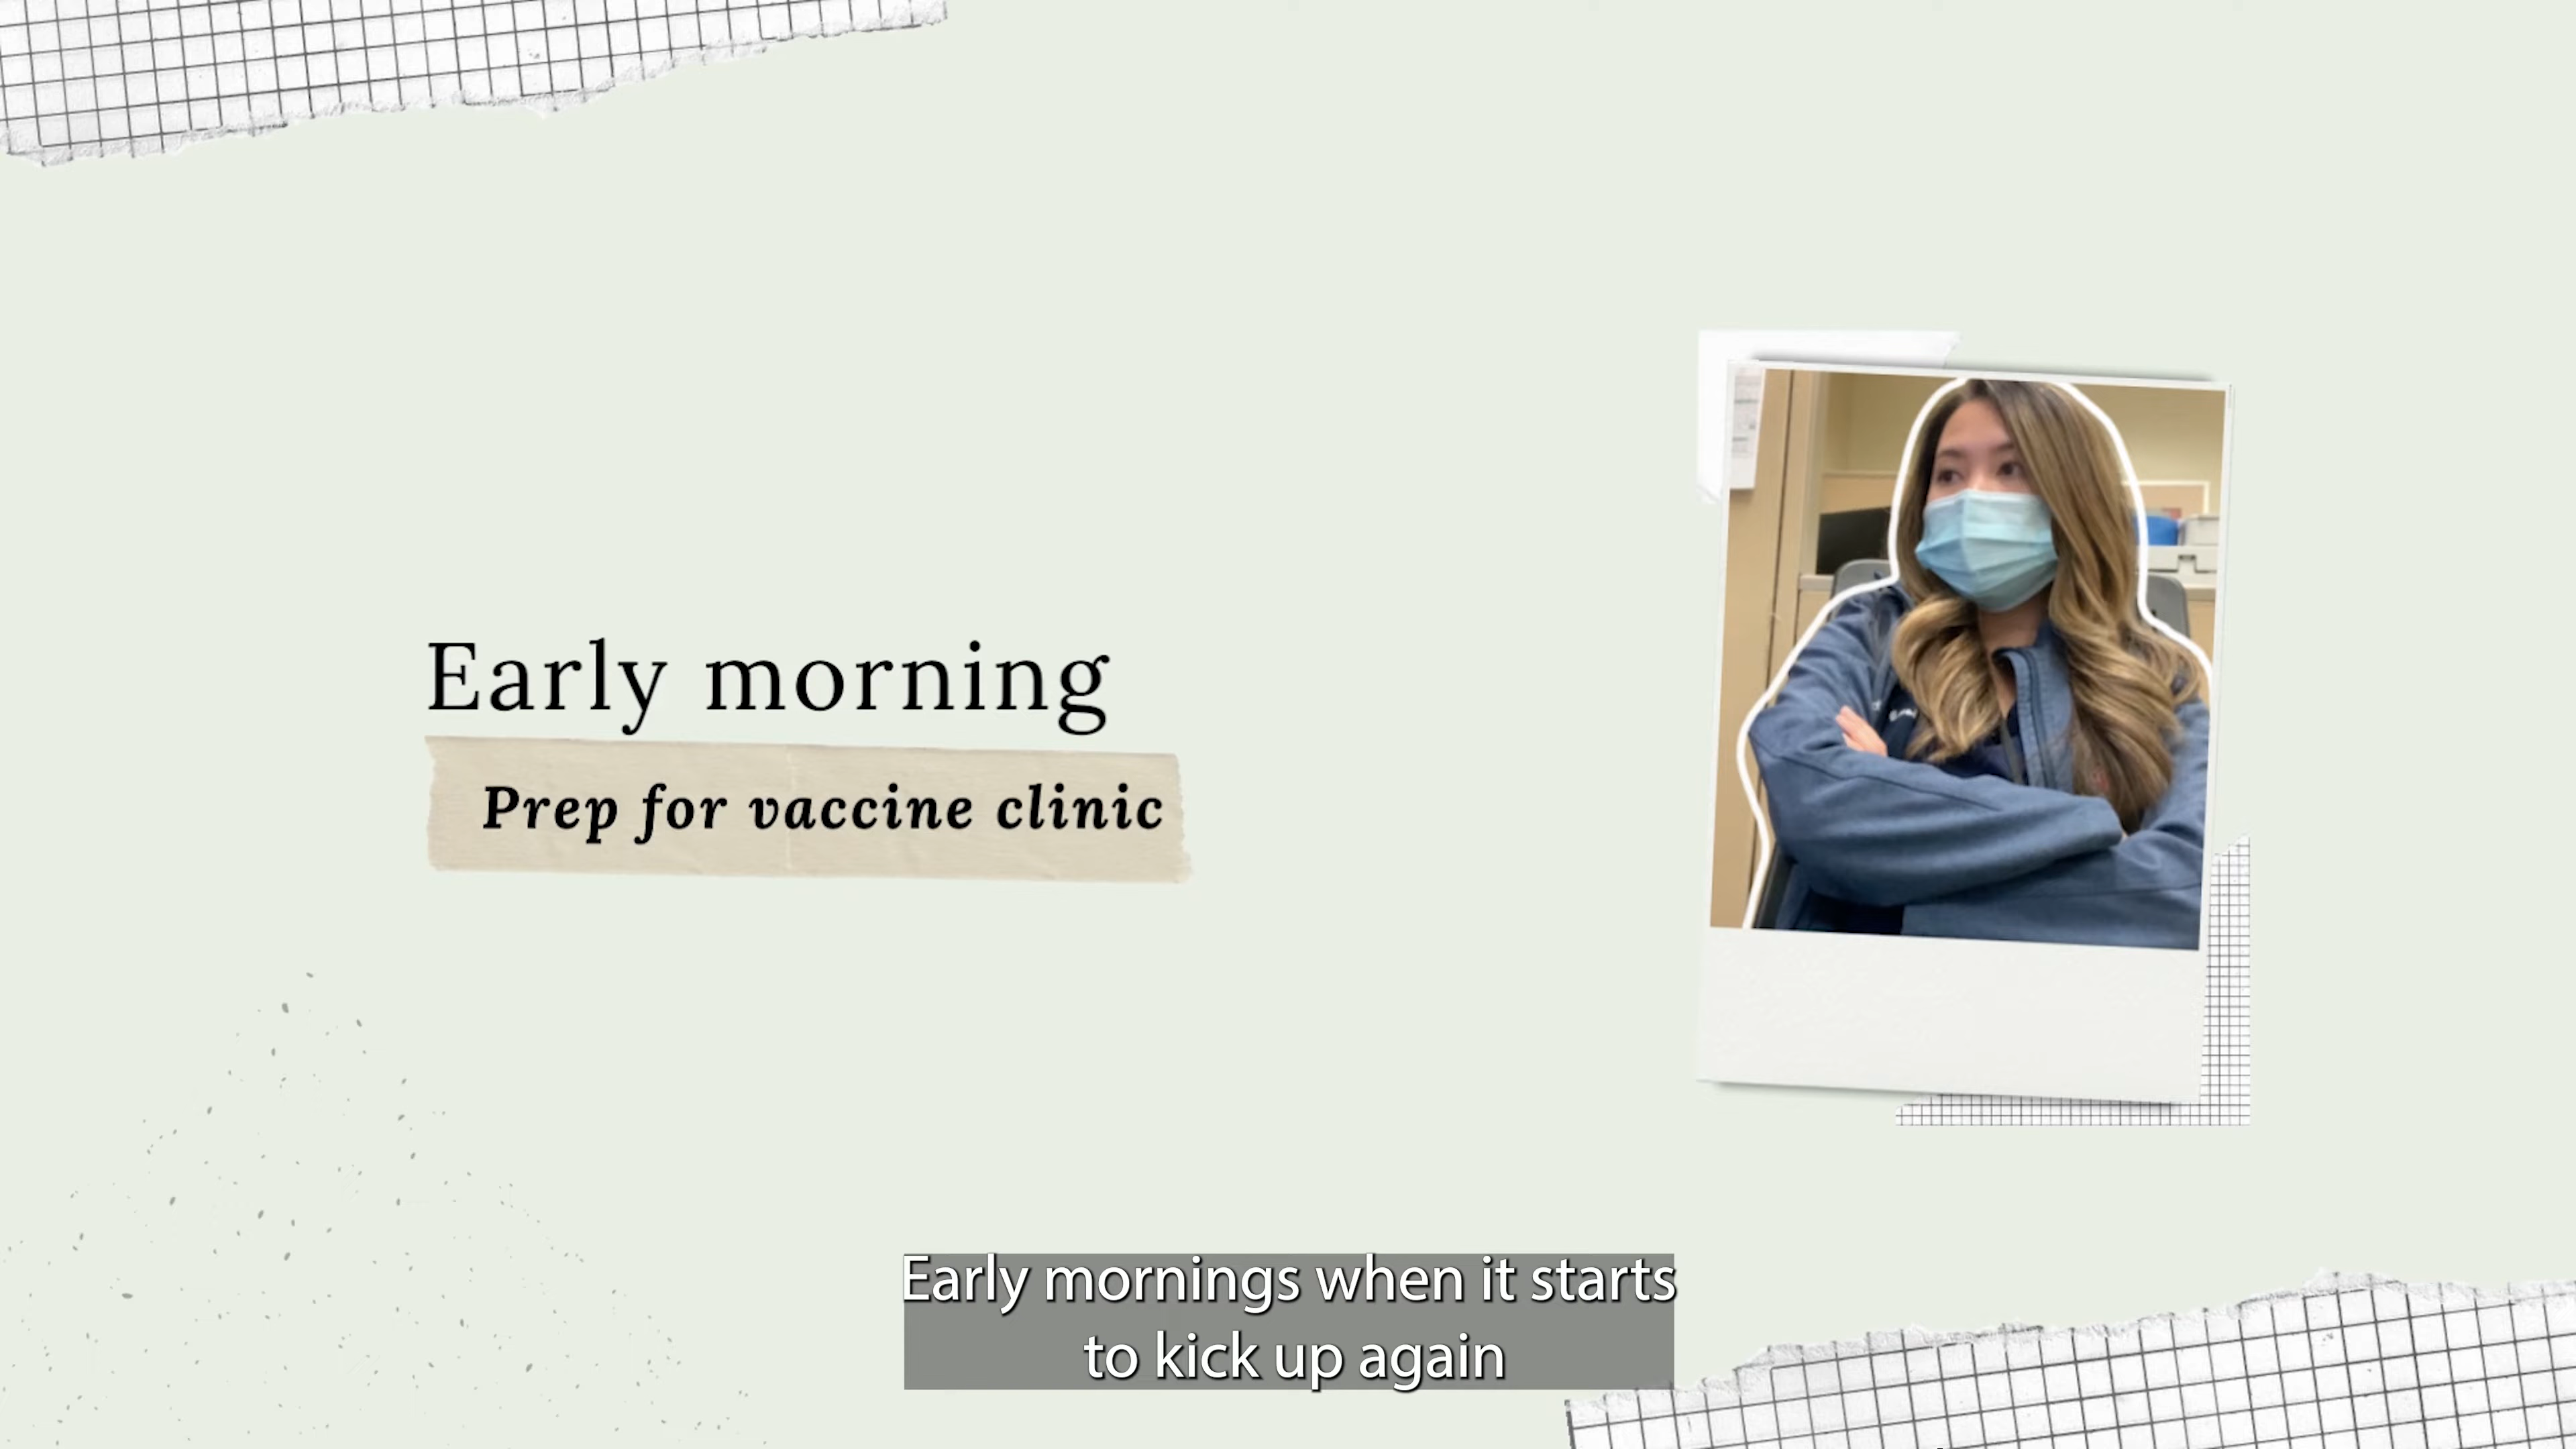 Early morning
Prep for vaccine clinic
Early mornings when it starts
to kick up again